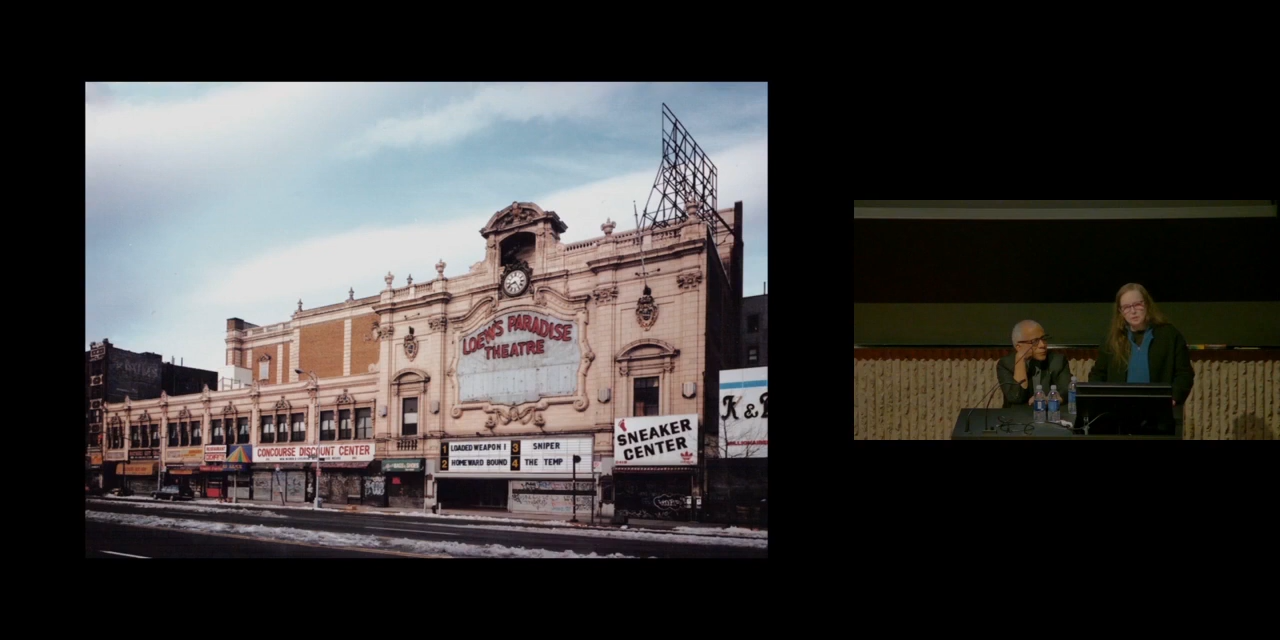 LOEW'S PARADISE
THEATRE
CONCOURSE DISCOUNT CENTER
1 LOADED WEAPON I 3 SNIPER
2 HOMEWARD BOUND 4 THE TEMP
SNEAKER
CENTER
K &